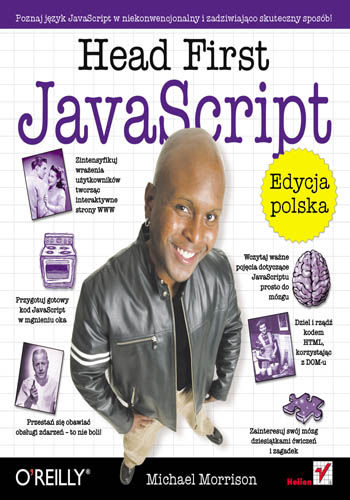 Poznaj język JavaScript w niekonwencjonalny i zadziwiająco skuteczny sposób!
Head First
JavaScript
Edycja
polska
Zintensyfikuj
wrażenia
użytkowników
tworząc
interaktywne
strony WWW
Wczytaj ważne
pojęcia dotyczące
JavaScriptu
prosto do
mózgu
Przygotuj gotowy
kod JavaScript
w mgnieniu oka
Dziel i rządź
kodem
HTML,
korzystając
z DOM-u
Przestań się obawiać
obsługi zdarzeń – to nie boli!
Zainteresuj swój mózg
dziesiątkami ćwiczeń
i zagadek
O'REILLY®
Michael Morrison
Helion